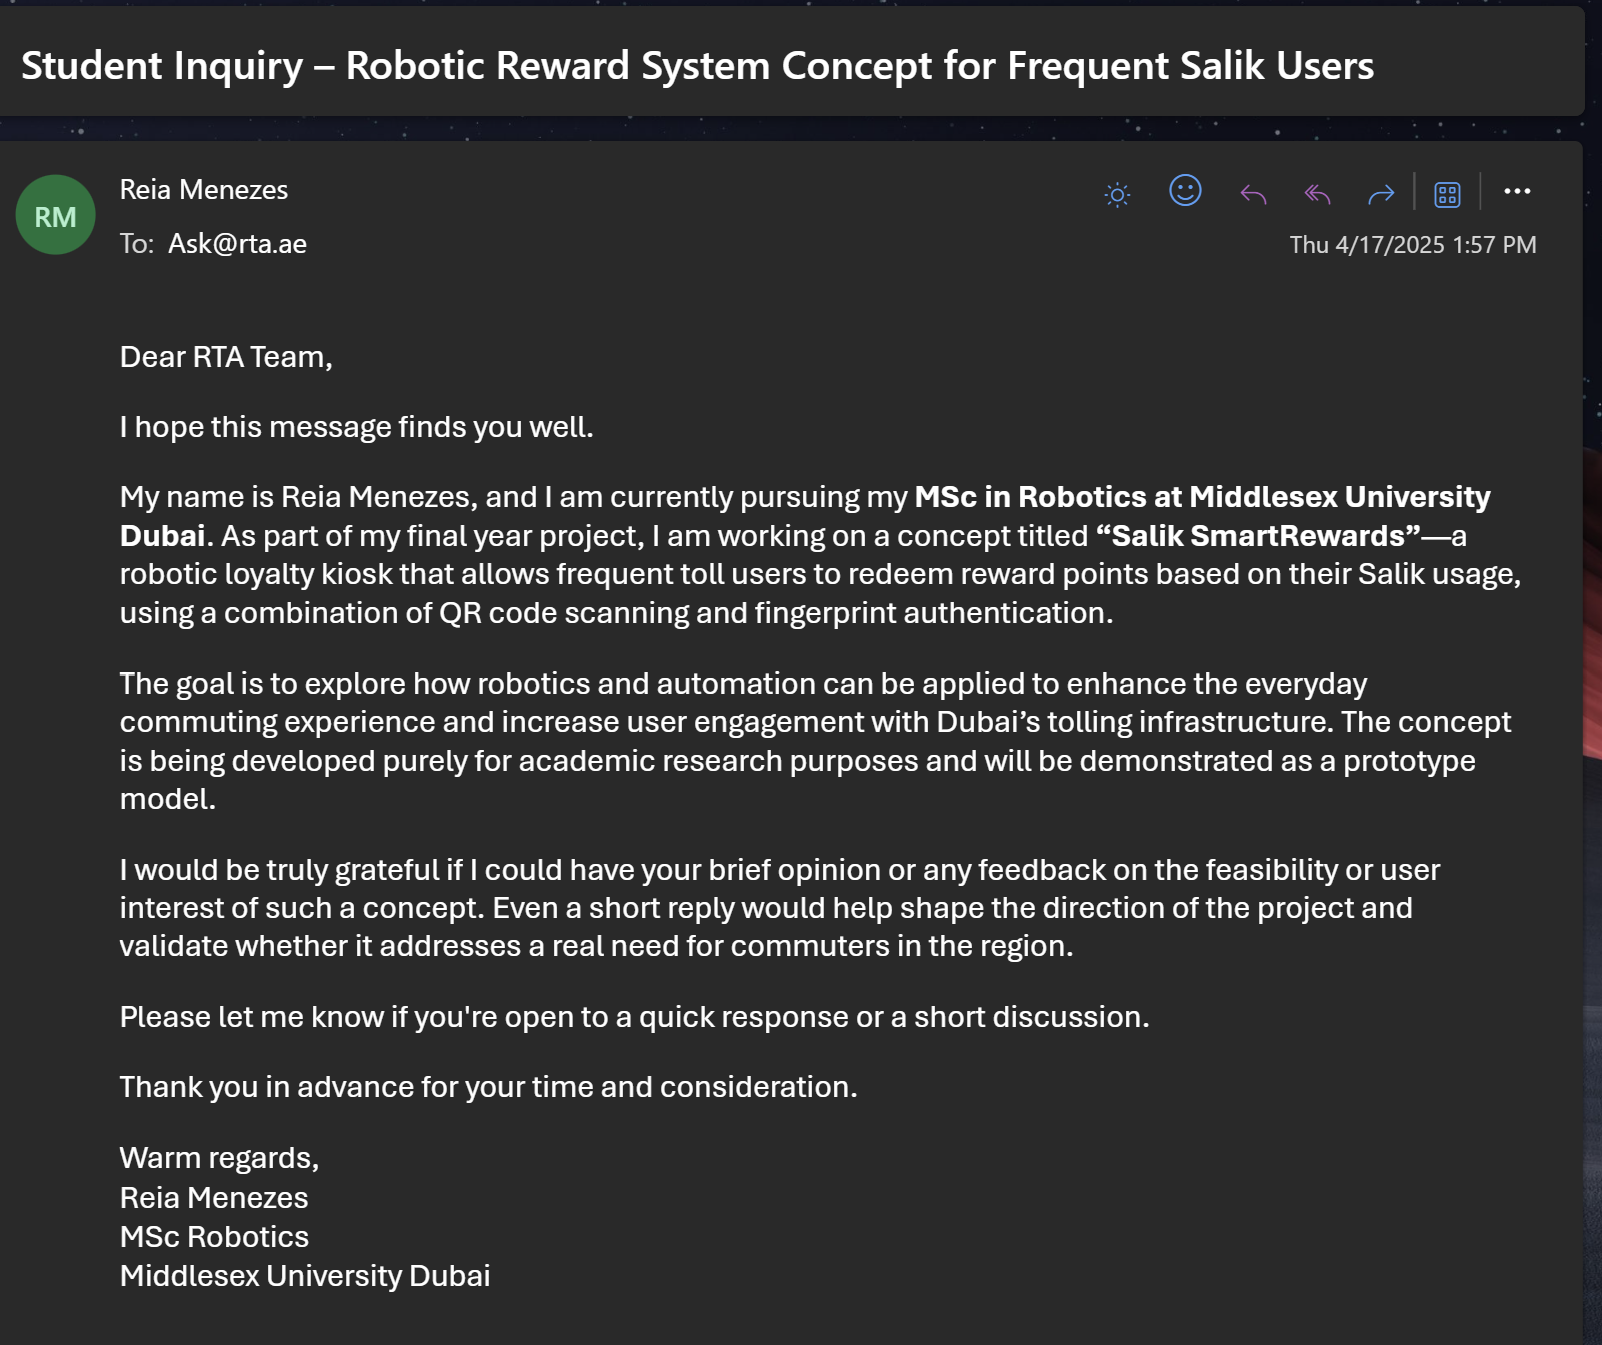 Student Inquiry – Robotic Reward System Concept for Frequent Salik Users
RM
Reia Menezes
To: Ask@rta.ae
Thu 4/17/2025 1:57 PM
Dear RTA Team,
I hope this message finds you well.
My name is Reia Menezes, and I am currently pursuing my MSc in Robotics at Middlesex University
Dubai. As part of my final year project, I am working on a concept titled “Salik SmartRewards”—a
robotic loyalty kiosk that allows frequent toll users to redeem reward points based on their Salik usage,
using a combination of QR code scanning and fingerprint authentication.
The goal is to explore how robotics and automation can be applied to enhance the everyday
commuting experience and increase user engagement with Dubai’s tolling infrastructure. The concept
is being developed purely for academic research purposes and will be demonstrated as a prototype
model.
I would be truly grateful if I could have your brief opinion or any feedback on the feasibility or user
interest of such a concept. Even a short reply would help shape the direction of the project and
validate whether it addresses a real need for commuters in the region.
Please let me know if you're open to a quick response or a short discussion.
Thank you in advance for your time and consideration.
Warm regards,
Reia Menezes
MSc Robotics
Middlesex University Dubai